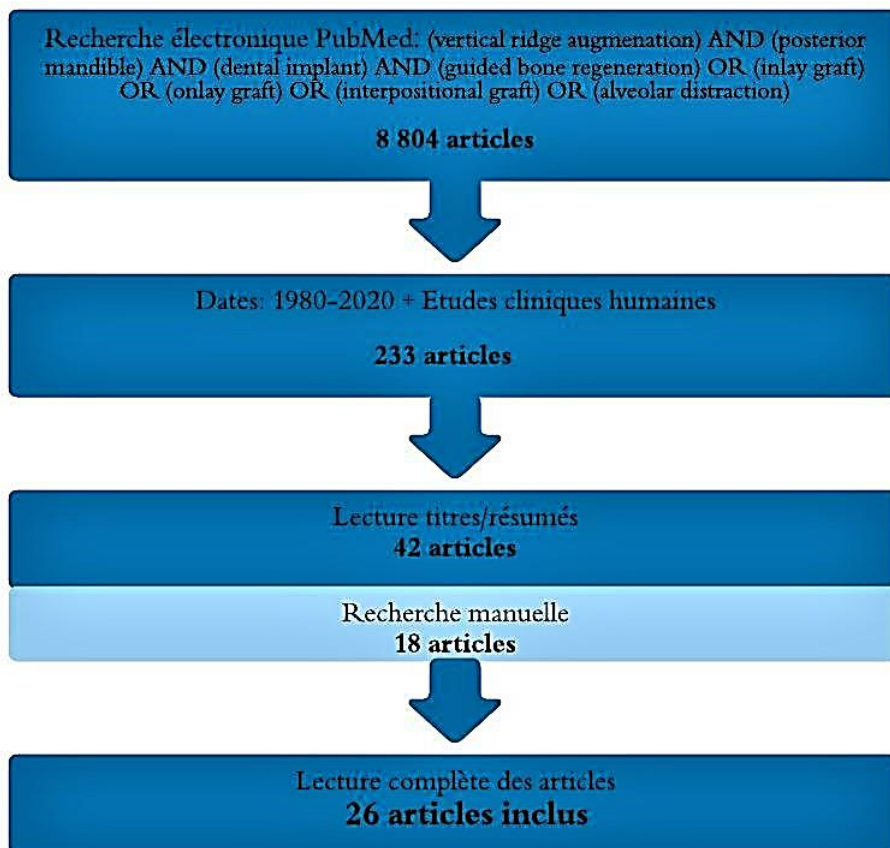 Recherche électronique PubMed: (vertical ridge augmenation) AND (posterior
mandible) AND (dental implant) AND (guided bone regeneration) OR (inlay graft)
OR (onlay graft) OR (interpositional graft) OR (alveolar distraction)
8 804 articles
Dates: 1980-2020 + Etudes cliniques humaines
233 articles
Lecture titres/résumés
42 articles
Recherche manuelle
18 articles
Lecture complète des articles
26 articles inclus